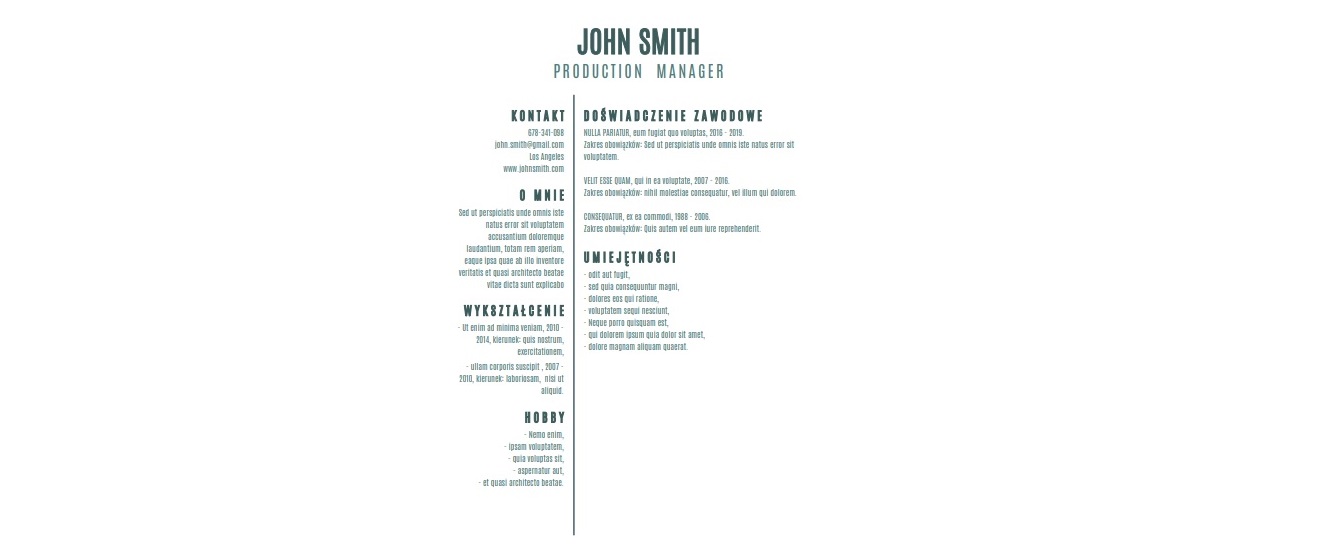 JOHN SMITH
PRODUCTION MANAGER
KONTAKT
678-341-098
john.smith@gmail.com
Los Angeles
www.johnsmith.com
O MNIE
Sed ut perspiciatis unde omnis iste
natus error sit voluptatem
accusantium doloremque
laudantium, totam rem aperiam,
eaque ipsa quae ab illo inventore
veritatis et quasi architecto beatae
vitae dicta sunt explicabo
WYKSZTAŁCENIE
- Ut enim ad minima veniam, 2010 -
2014, kierunek: quis nostrum,
exercitationem,
- ullam corporis suscipit , 2007 -
2010, kierunek: laboriosam, nisi ut
aliquid.
HOBBY
- Nemo enim,
- ipsam voluptatem,
- quia voluptas sit,
- aspernatur aut,
- et quasi architecto beatae.
DOŚWIADCZENIE ZAWODOWE
NULLA PARIATUR, eum fugiat quo voluptas, 2016 - 2019.
Zakres obowiązków: Sed ut perspiciatis unde omnis iste natus error sit
voluptatem.
VELIT ESSE QUAM, qui in ea voluptate, 2007 - 2016.
Zakres obowiązków: nihil molestiae consequatur, vel illum qui dolorem.
CONSEQUATUR, ex ea commodi, 1988 - 2006.
Zakres obowiązków: Quis autem vel eum iure reprehenderit.
UMIEJĘTNOŚCI
- odit aut fugit,
- sed quia consequuntur magni,
- dolores eos qui ratione,
- voluptatem sequi nesciunt,
- Neque porro quisquam est,
- qui dolorem ipsum quia dolor sit amet,
- dolore magnam aliquam quaerat.